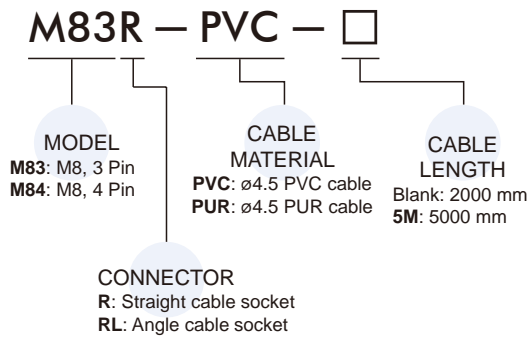 M83R — PVC — □
MODEL
M83: M8, 3 Pin
M84: M8, 4 Pin
CABLE
MATERIAL
PVC: ø4.5 PVC cable
PUR: ø4.5 PUR cable
CABLE
LENGTH
Blank: 2000 mm
5M: 5000 mm
CONNECTOR
R: Straight cable socket
RL: Angle cable socket